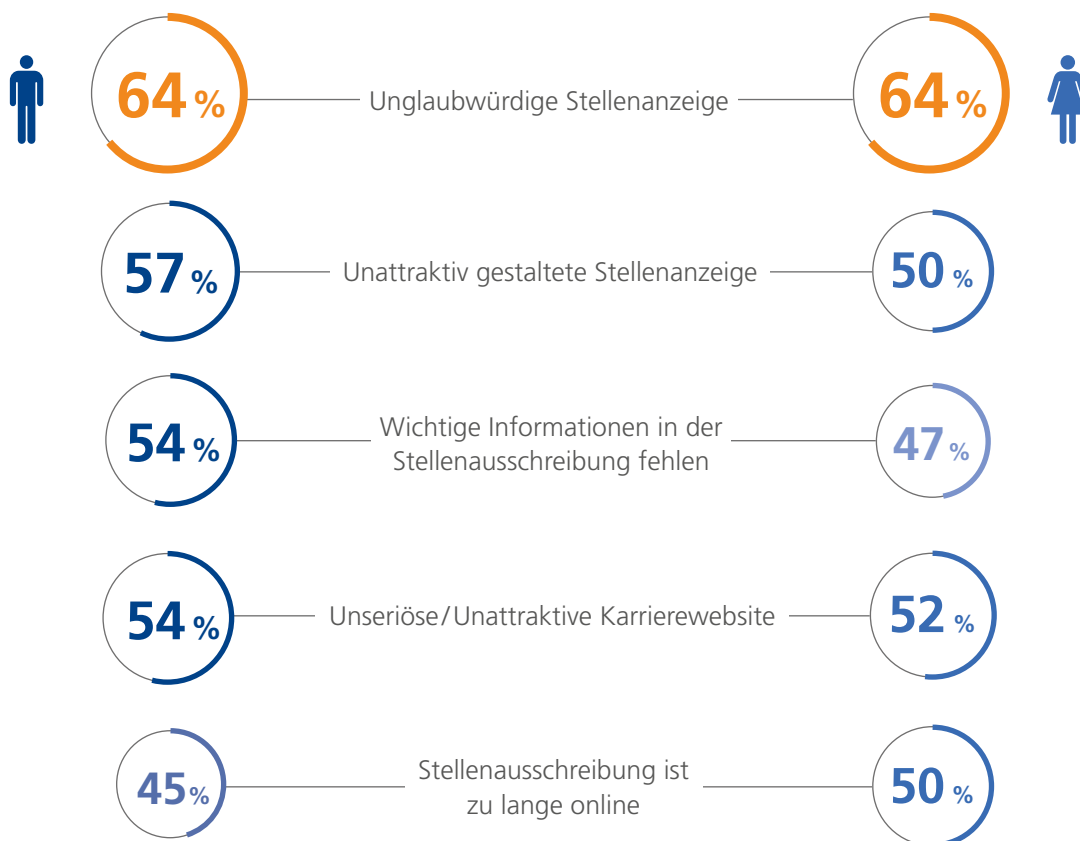 64 % Unglaubwürdige Stellenanzeige 64 %
57 % Unattraktiv gestaltete Stellenanzeige 50 %
54 % Wichtige Informationen in der
Stellenausschreibung fehlen 47 %
54 % Unseriöse/Unattraktive Karrierewebsite 52 %
45 % Stellenausschreibung ist
zu lange online 50 %